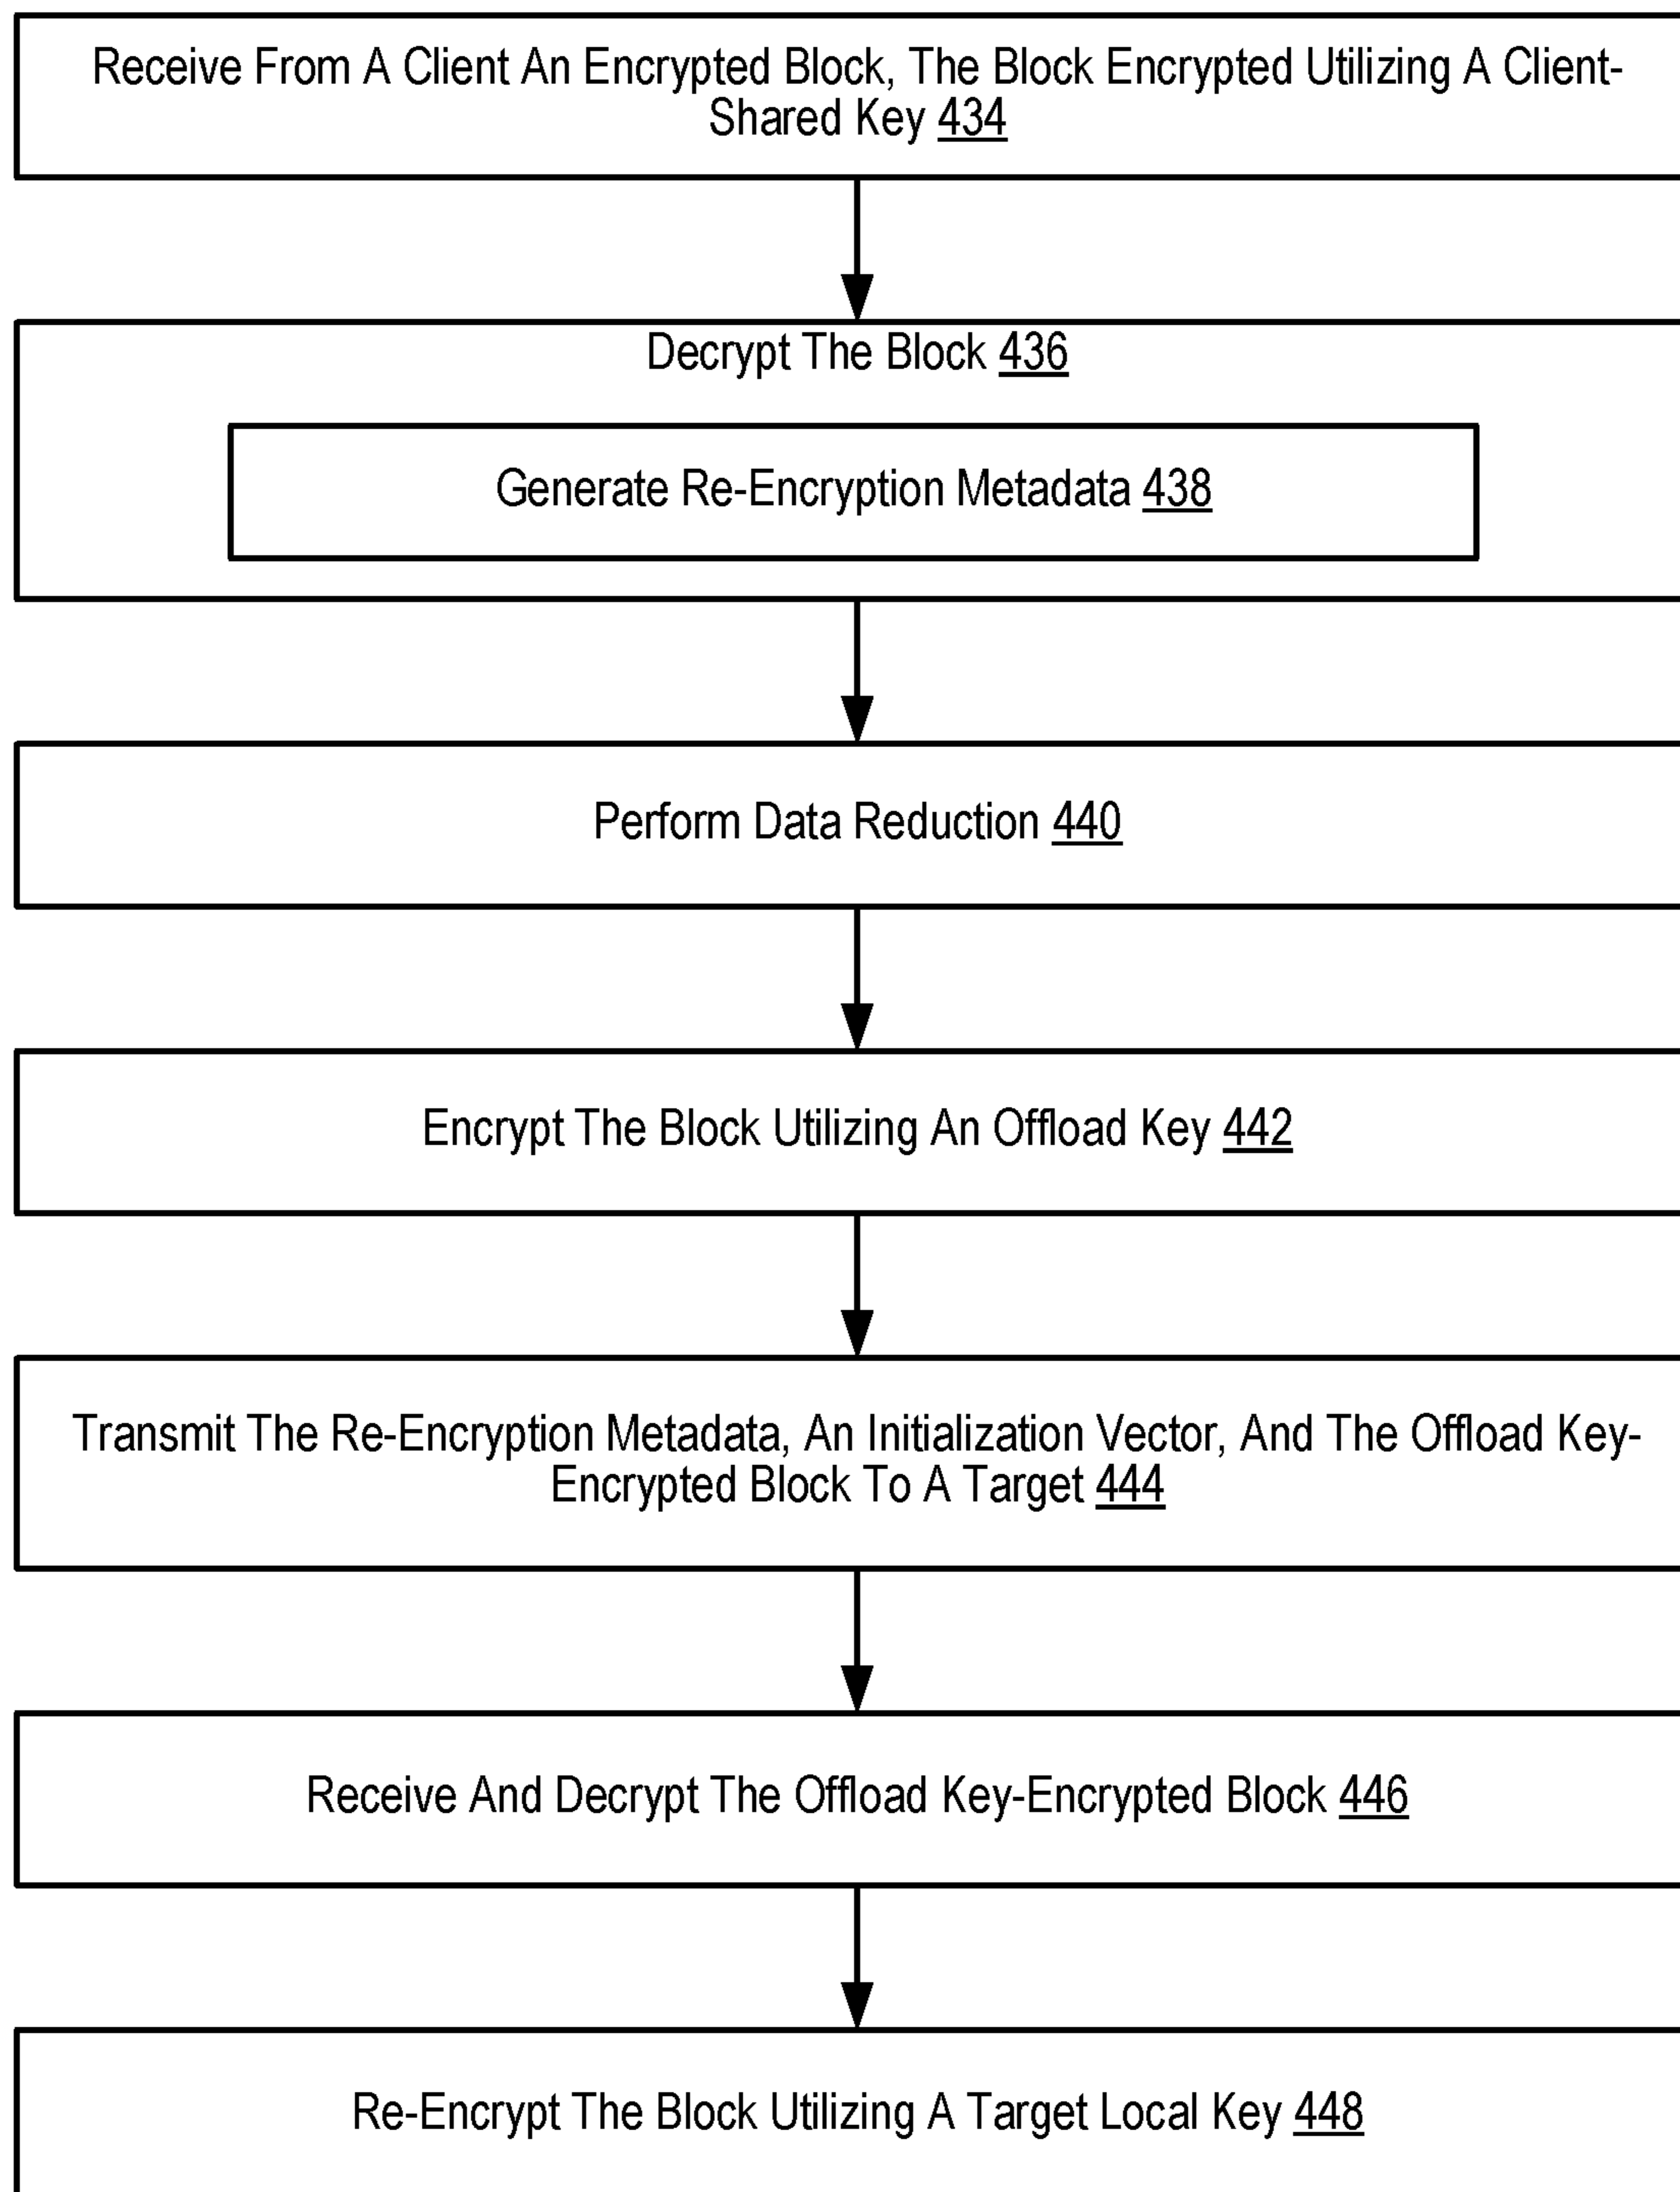 Receive From A Client An Encrypted Block, The Block Encrypted Utilizing A Client-
Shared Key 434
Decrypt The Block 436
Generate Re-Encryption Metadata 438
Perform Data Reduction 440
Encrypt The Block Utilizing An Offload Key 442
Transmit The Re-Encryption Metadata, An Initialization Vector, And The Offload Key-
Encrypted Block To A Target 444
Receive And Decrypt The Offload Key-Encrypted Block 446
Re-Encrypt The Block Utilizing A Target Local Key 448